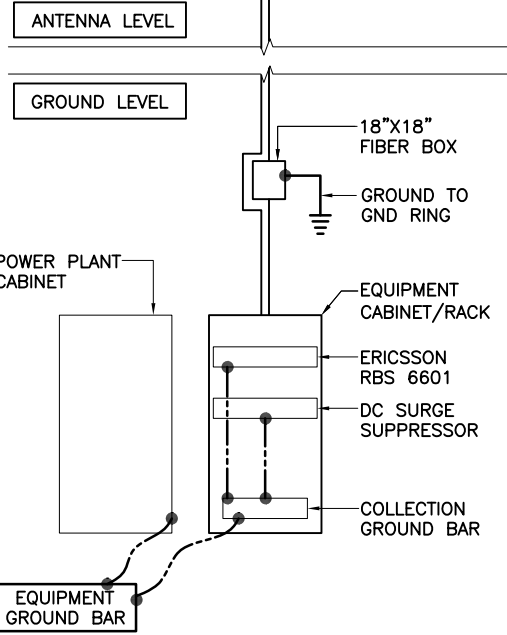 ANTENNA LEVEL
GROUND LEVEL
18"X18"
FIBER BOX
GROUND TO
GND RING
POWER PLANT
CABINET
EQUIPMENT
CABINET/RACK
ERICSSON
RBS 6601
DC SURGE
SUPPRESSOR
COLLECTION
GROUND BAR
EQUIPMENT
GROUND BAR